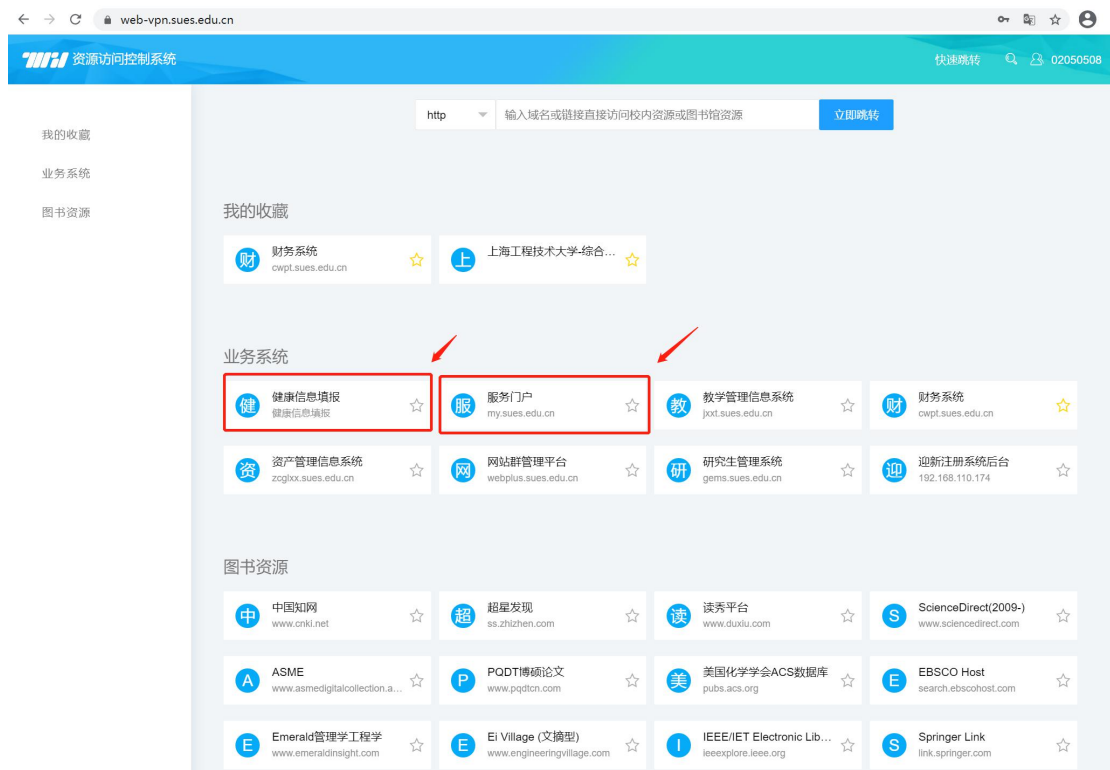 web-vpn.sues.edu.cn
资源访问控制系统
快速跳转
02050508
http
输入域名或链接直接访问校内资源或图书馆资源
立即跳转
我的收藏
业务系统
图书资源
我的收藏
财务系统
cwpt.sues.edu.cn
上海工程技术大学-综合...
业务系统
健
健康信息填报
健康信息填报
服
服务门户
my.sues.edu.cn
教
教学管理信息系统
jxxt.sues.edu.cn
财
财务系统
cwpt.sues.edu.cn
资
资产管理信息系统
zcglxx.sues.edu.cn
网
网站群管理平台
webplus.sues.edu.cn
研
研究生管理系统
gems.sues.edu.cn
迎
迎新注册系统后台
192.168.110.174
图书资源
中
中国知网
www.cnki.net
超
超星发现
ss.zhizhen.com
读
读秀平台
www.duxiu.com
S
ScienceDirect(2009-)
www.sciencedirect.com
A
ASME
www.asmedigitalcollection.a...
P
PQDT博硕论文
www.pqdtcn.com
美
美国化学学会ACS数据库
pubs.acs.org
E
EBSCO Host
search.ebscohost.com
E
Emerald管理学工程学
www.emeraldinsight.com
E
Ei Village (文摘型)
www.engineeringvillage.com
I
IEEE/IET Electronic Lib...
ieeexplore.ieee.org
S
Springer Link
link.springer.com